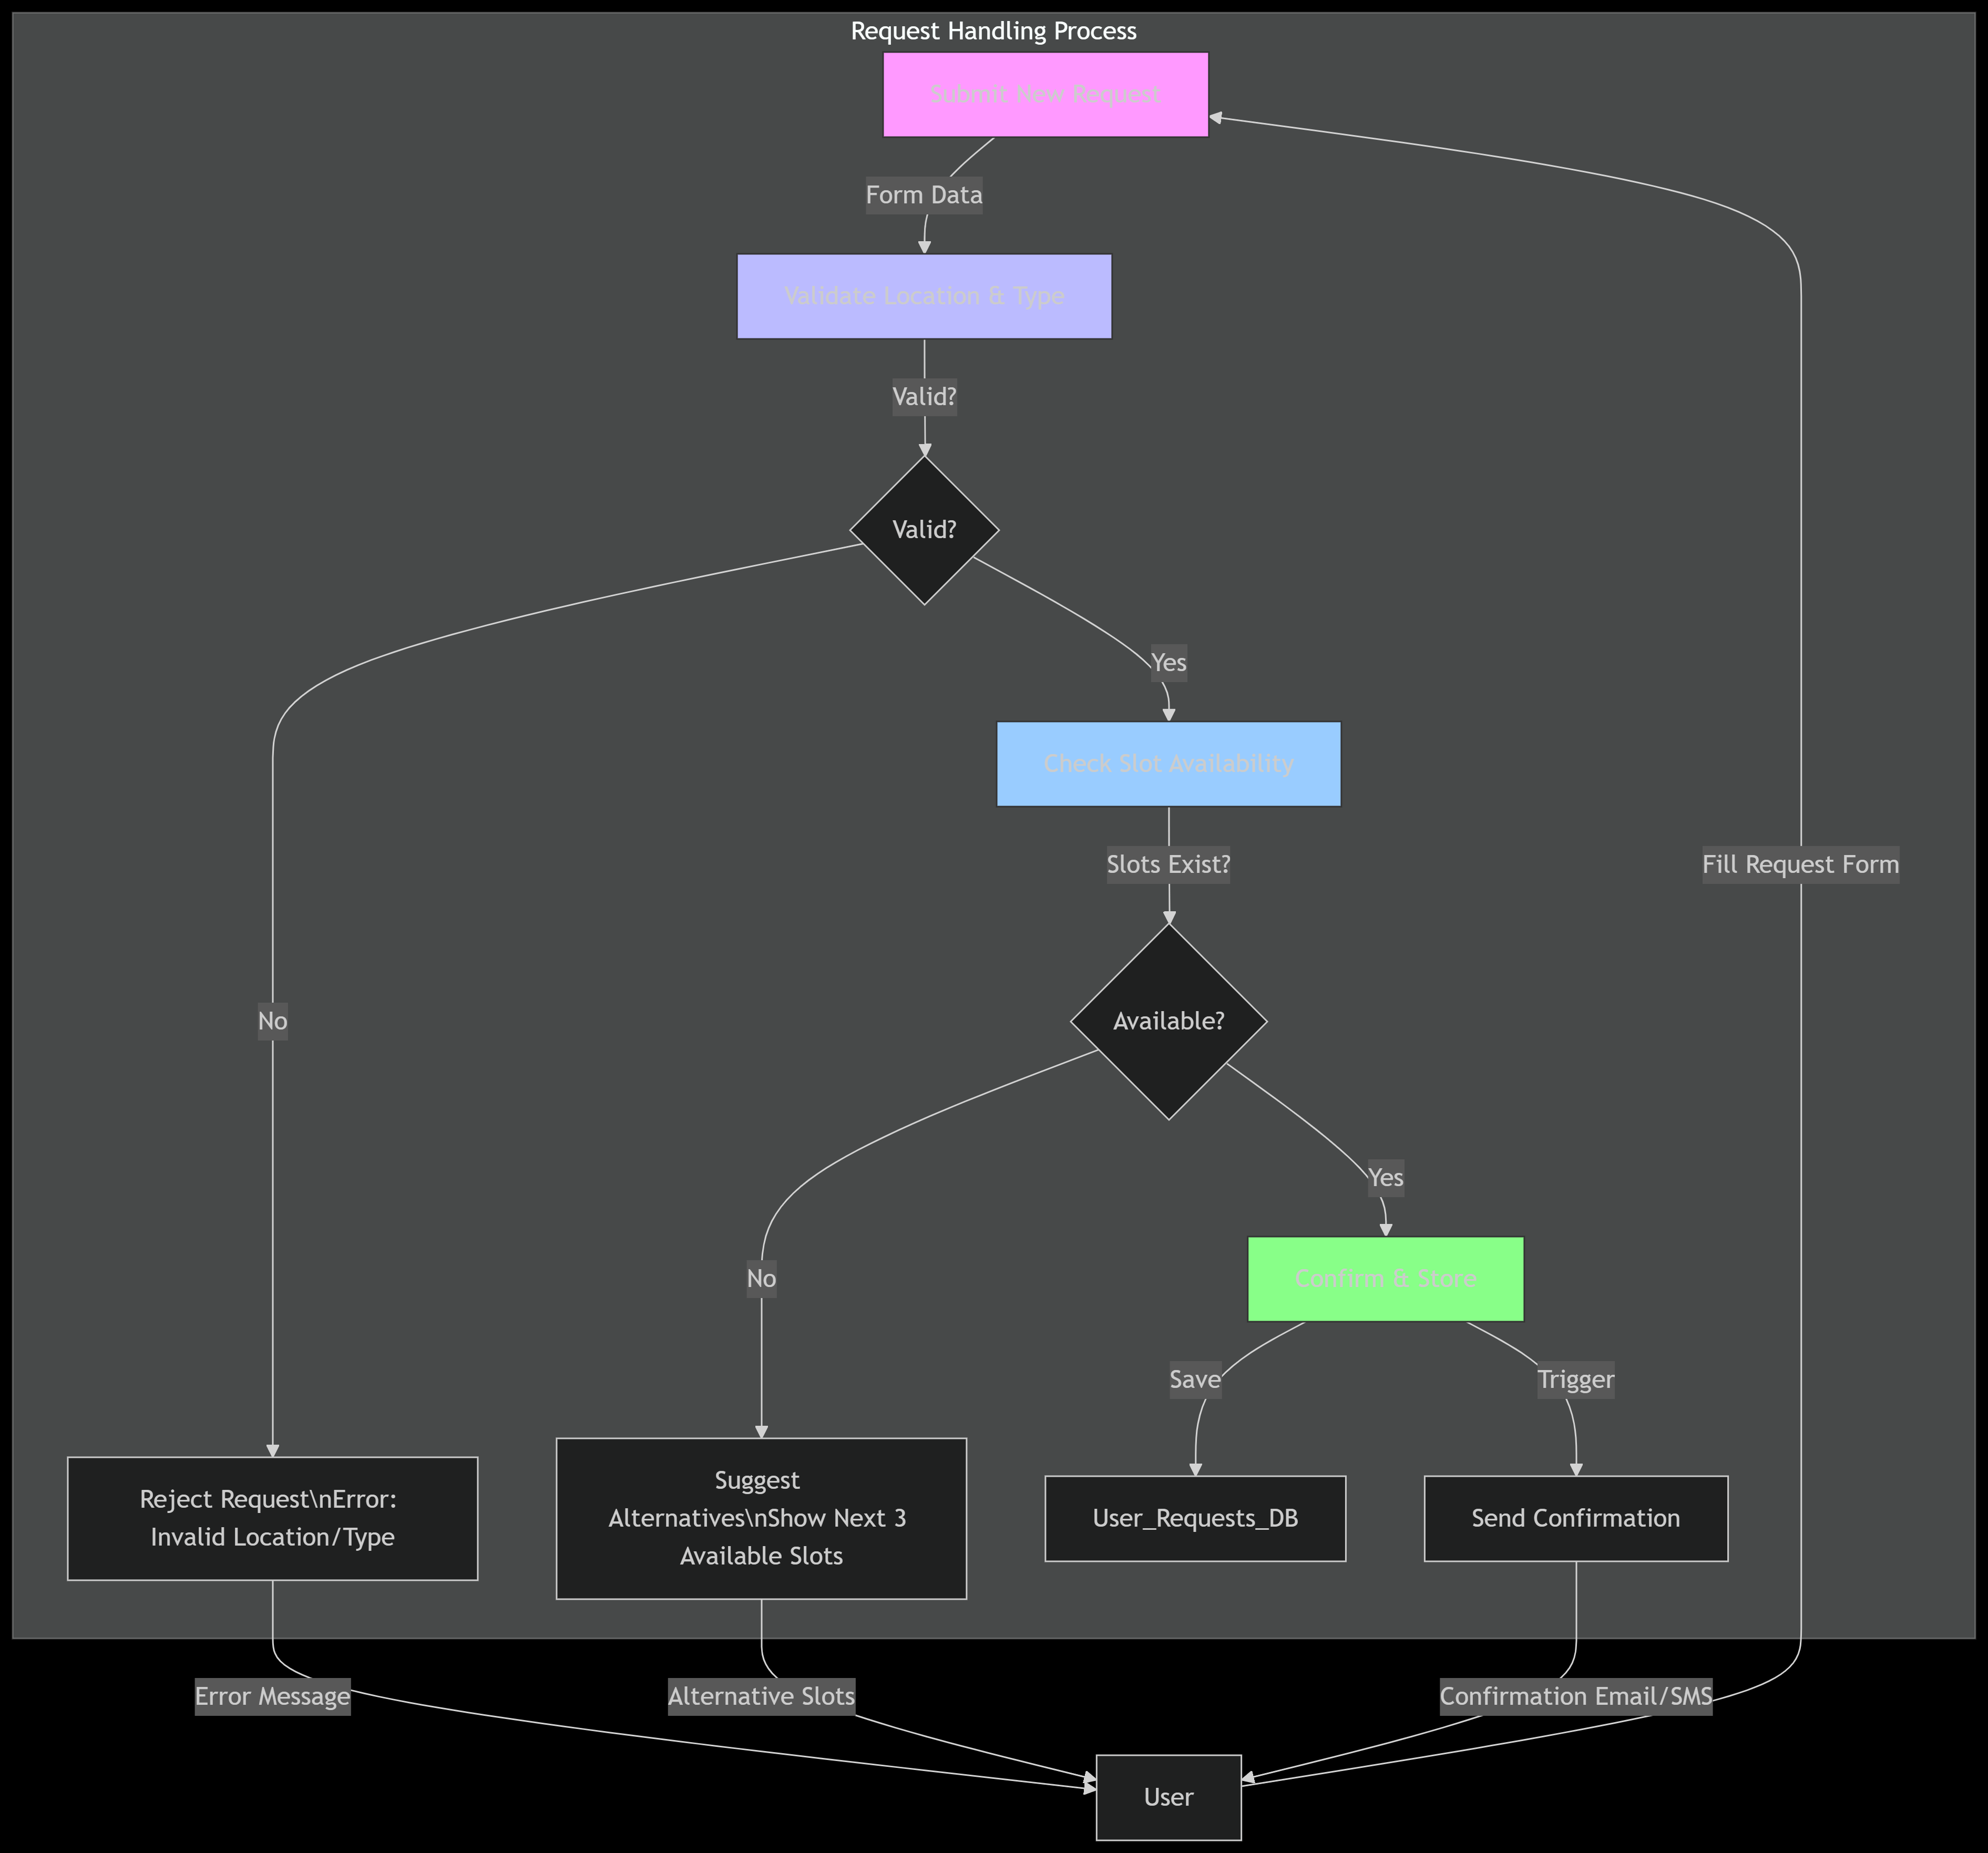 Request Handling Process
Submit New Request
Form Data
Validate Location & Type
Valid?
Valid?
Yes
Check Slot Availability
Slots Exist?
Fill Request Form
No
Available?
Yes
No
Confirm & Store
Save
Trigger
Reject Request\nError:
Invalid Location/Type
Suggest
Alternatives\nShow Next 3
Available Slots
User_Requests_DB
Send Confirmation
Error Message
Alternative Slots
Confirmation Email/SMS
User